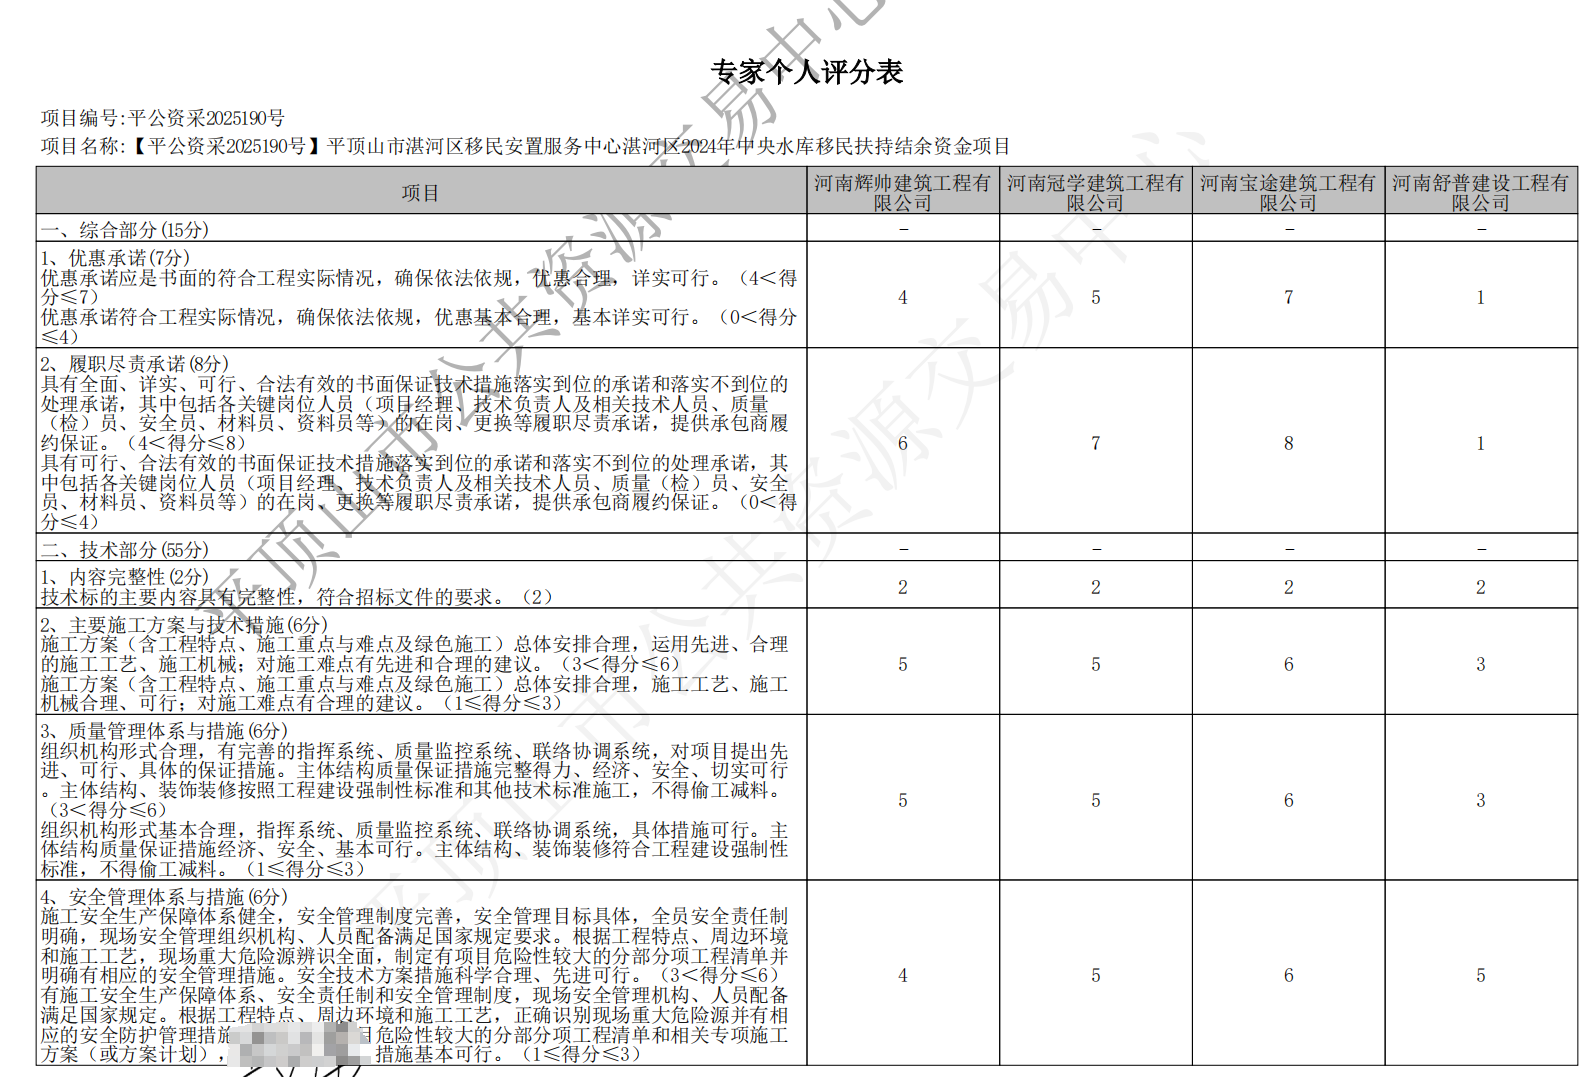 专家个人评分表
项目编号:平公资采2025190号
项目名称:【平公资采2025190号】平顶山市湛河区移民安置服务中心湛河区2024年中央水库移民扶持结余资金项目
项目
河南辉帅建筑工程有
限公司
河南冠学建筑工程有
限公司
河南宝途建筑工程有
限公司
河南舒普建设工程有
限公司
一、综合部分(15分)
—
—
—
—
1、优惠承诺(7分)
优惠承诺应是书面的符合工程实际情况，确保依法依规，优惠合理，详实可行。（4＜得
分≤7）
优惠承诺符合工程实际情况，确保依法依规，优惠基本合理，基本详实可行。（0＜得分
≤4）
4
5
7
1
2、履职尽责承诺(8分)
具有全面、详实、可行、合法有效的书面保证技术措施落实到位的承诺和落实不到位的
处理承诺，其中包括各关键岗位人员（项目经理、技术负责人及相关技术人员、质量
（检）员、安全员、材料员、资料员等）的在岗、更换等履职尽责承诺，提供承包商履
约保证。（4＜得分≤8）
具有可行、合法有效的书面保证技术措施落实到位的承诺和落实不到位的处理承诺，其
中包括各关键岗位人员（项目经理、技术负责人及相关技术人员、质量（检）员、安全
员、材料员、资料员等）的在岗、更换等履职尽责承诺，提供承包商履约保证。（0＜得
分≤4）
6
7
8
1
二、技术部分(55分)
—
—
—
—
1、内容完整性(2分)
技术标的主要内容具有完整性，符合招标文件的要求。（2）
2
2
2
2
2、主要施工方案与技术措施(6分)
施工方案（含工程特点、施工重点与难点及绿色施工）总体安排合理，运用先进、合理
的施工工艺、施工机械；对施工难点有先进和合理的建议。（3＜得分≤6）
施工方案（含工程特点、施工重点与难点及绿色施工）总体安排合理，施工工艺、施工
机械合理、可行；对施工难点有合理的建议。（1≤得分≤3）
5
5
6
3
3、质量管理体系与措施(6分)
组织机构形式合理，有完善的指挥系统、质量监控系统、联络协调系统，对项目提出先
进、可行、具体的保证措施。主体结构质量保证措施完整得力、经济、安全、切实可行
。主体结构、装饰装修按照工程建设强制性标准和其他技术标准施工，不得偷工减料。
（3＜得分≤6）
组织机构形式基本合理，指挥系统、质量监控系统、联络协调系统，具体措施可行。主
体结构质量保证措施经济、安全、基本可行。主体结构、装饰装修符合工程建设强制性
标准，不得偷工减料。（1≤得分≤3）
5
5
6
3
4、安全管理体系与措施(6分)
施工安全生产保障体系健全，安全管理制度完善，安全管理目标具体，全员安全责任制
明确，现场安全管理组织机构、人员配备满足国家规定要求。根据工程特点、周边环境
和施工工艺，现场重大危险源辨识全面，制定有项目危险性较大的分部分项工程清单并
明确有相应的安全管理措施。安全技术方案措施科学合理、先进可行。（3＜得分≤6）
有施工安全生产保障体系、安全责任制和安全管理制度，现场安全管理机构、人员配备
满足国家规定。根据工程特点、周边环境和施工工艺，正确识别现场重大危险源并有相
应的安全防护管理措施 目危险性较大的分部分项工程清单和相关专项施工
方案（或方案计划）， 措施基本可行。（1≤得分≤3）
4
5
6
5
平顶山市公共资源交易中心
平顶山市公共资源交易中心